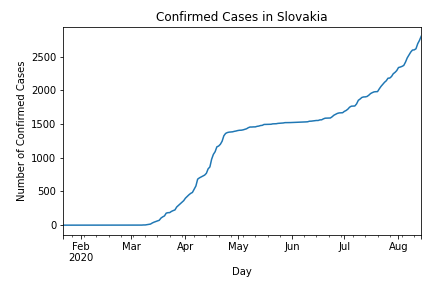 Confirmed Cases in Slovakia
Number of Confirmed Cases
2500
2000
1500
1000
500
0
Feb Mar Apr May Jun Jul Aug
2020
Day